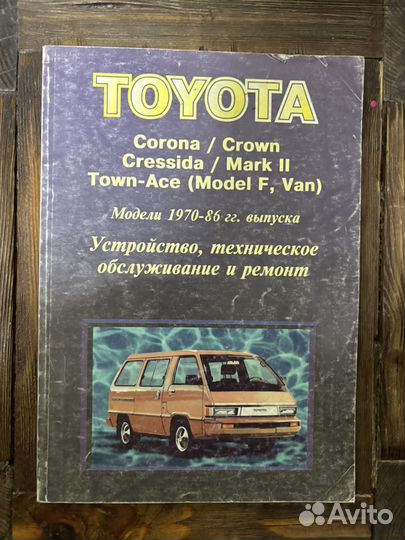 TOYOTA
Corona / Crown
Cressida / Mark II
Town-Ace (Model F, Van)
Модели 1970-86 гг. выпуска
Устройство, техническое
обслуживание и ремонт
TOYOTA
Avito